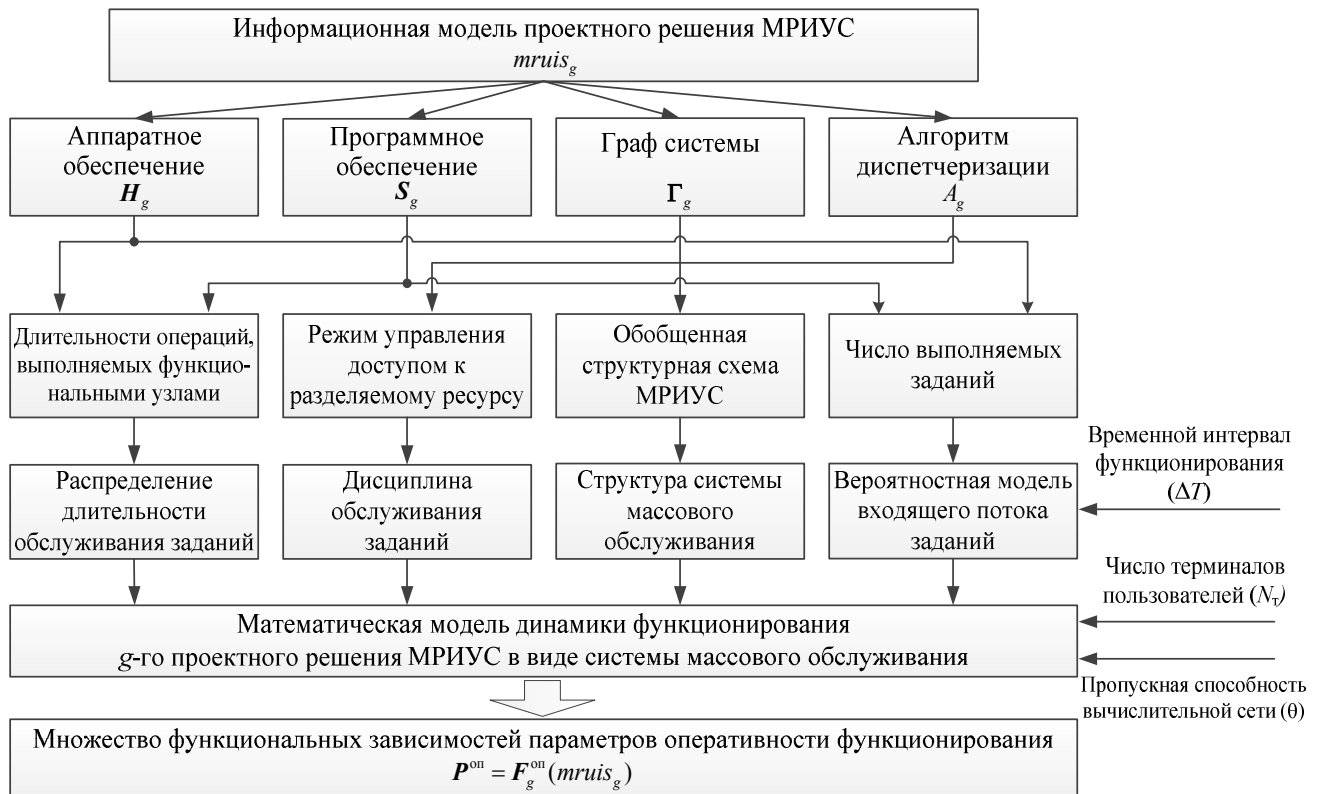 Информационная модель проектного решения МРИУС
mruis_g
Аппаратное
обеспечение
H_g
Программное
обеспечение
S_g
Граф системы
Γ_g
Алгоритм
диспетчеризации
A_g
Длительности операций,
выполняемых функцио-
нальными узлами
Режим управления
доступом к
разделяемому ресурсу
Обобщенная
структурная схема
МРИУС
Число выполняемых
заданий
Временной интервал
функционирования
(ΔT)
Распределение
длительности
обслуживания заданий
Дисциплина
обслуживания
заданий
Структура системы
массового
обслуживания
Вероятностная модель
входящего потока
заданий
Число терминалов
пользователей (N_т)
Математическая модель динамики функционирования
g-го проектного решения МРИУС в виде системы массового обслуживания
Пропускная способность
вычислительной сети (θ)
Множество функциональных зависимостей параметров оперативности функционирования
P^оп = F_g^оп (mruis_g)